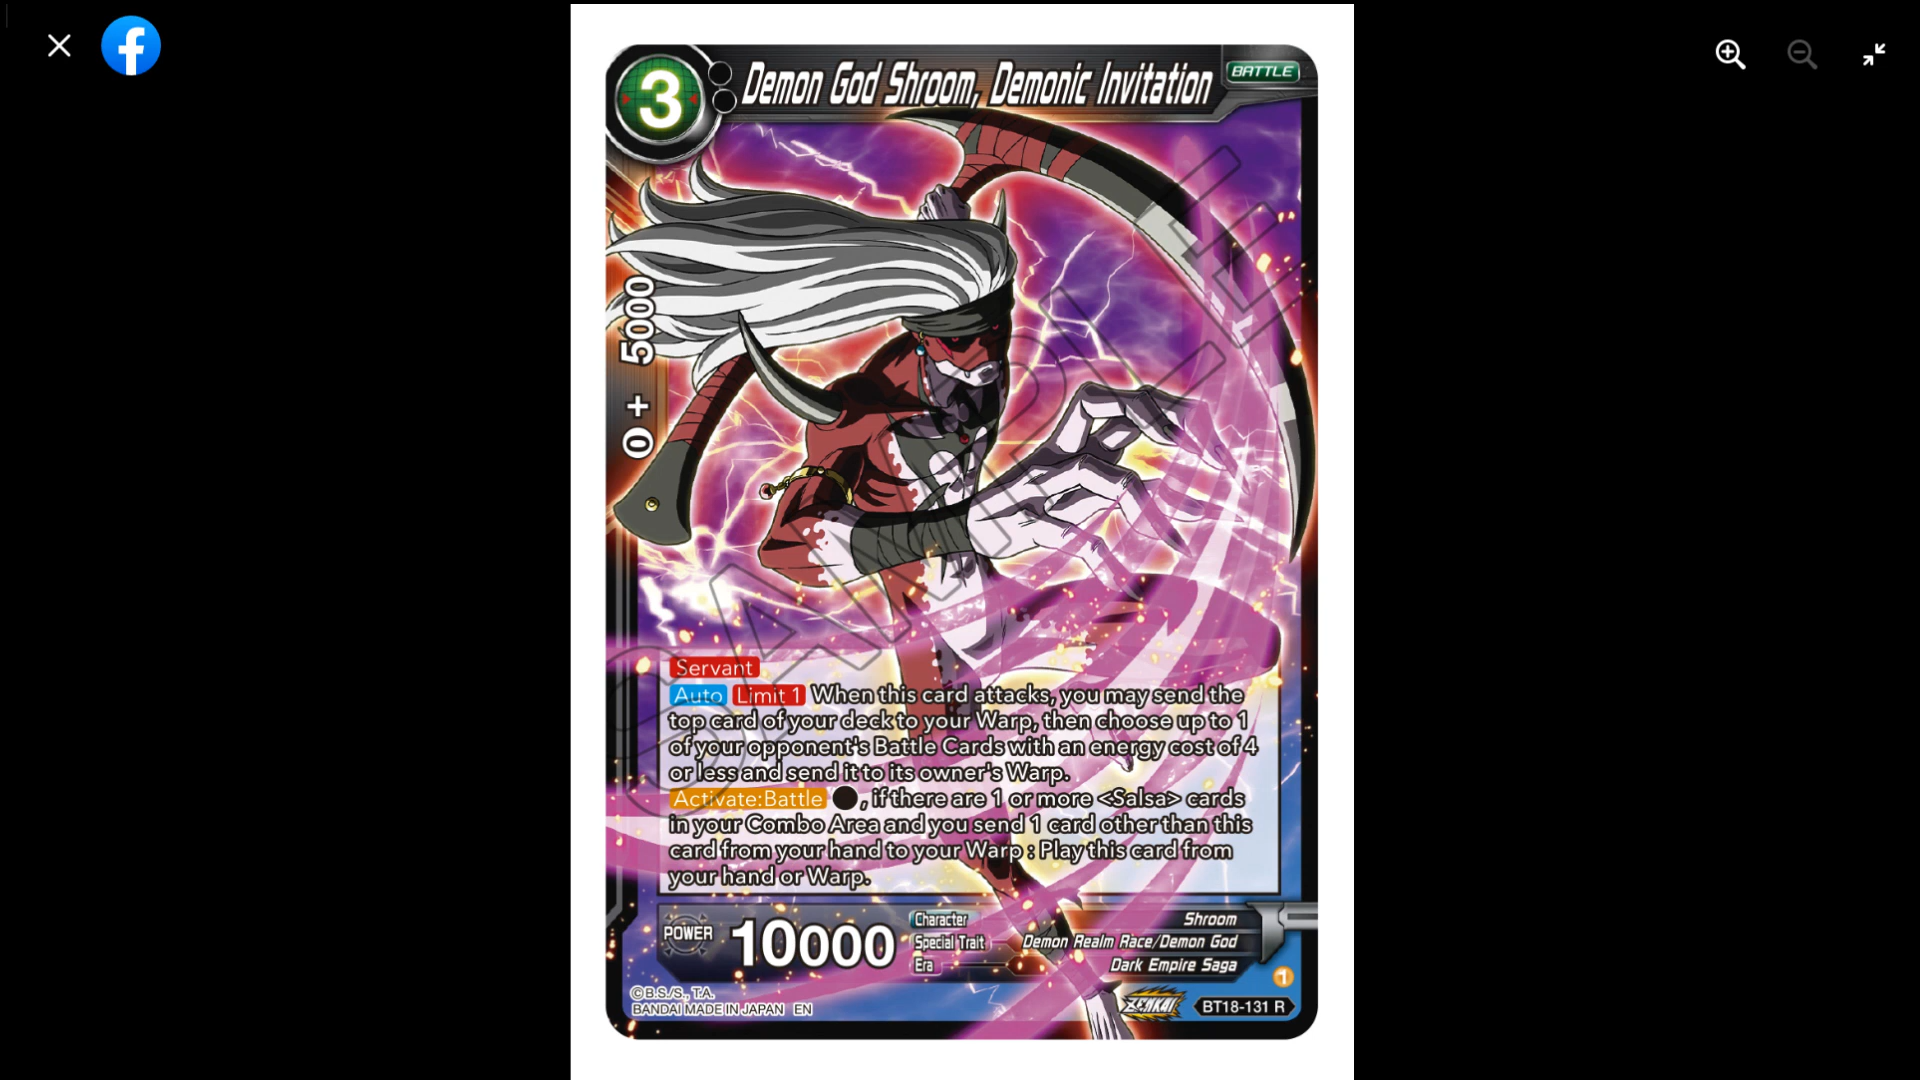 3
Demon God Shroom, Demonic Invitation
BATTLE
0 + 5000
SAMPLE
Servant
Auto Limit 1 When this card attacks, you may send the
top card of your deck to your Warp, then choose up to 1
of your opponent's Battle Cards with an energy cost of 4
or less and send it to its owner's Warp.
Activate:Battle , if there are 1 or more <Salsa> cards
in your Combo Area and you send 1 card other than this
card from your hand to your Warp : Play this card from
your hand or Warp.
POWER 10000
Character Shroom
Special Trait Demon Realm Race/Demon God
Era Dark Empire Saga
1
©B.S./S., T.A.
BANDAI MADE IN JAPAN EN
ZENKAI
BT18-131 R